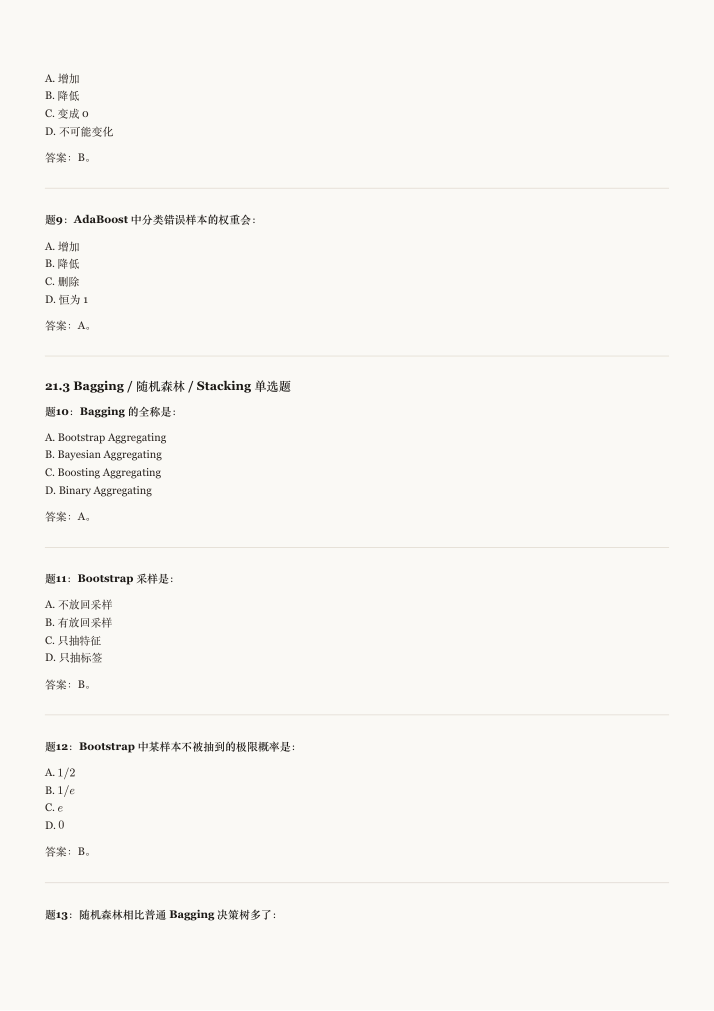 A. 增加
B. 降低
C. 变成 0
D. 不可能变化
答案：B。
题9：AdaBoost 中分类错误样本的权重会：
A. 增加
B. 降低
C. 删除
D. 恒为 1
答案：A。
21.3 Bagging / 随机森林 / Stacking 单选题
题10：Bagging 的全称是：
A. Bootstrap Aggregating
B. Bayesian Aggregating
C. Boosting Aggregating
D. Binary Aggregating
答案：A。
题11：Bootstrap 采样是：
A. 不放回采样
B. 有放回采样
C. 只抽特征
D. 只抽标签
答案：B。
题12：Bootstrap 中某样本不被抽到的极限概率是：
A. 1/2
B. 1/e
C. e
D. 0
答案：B。
题13：随机森林相比普通 Bagging 决策树多了：